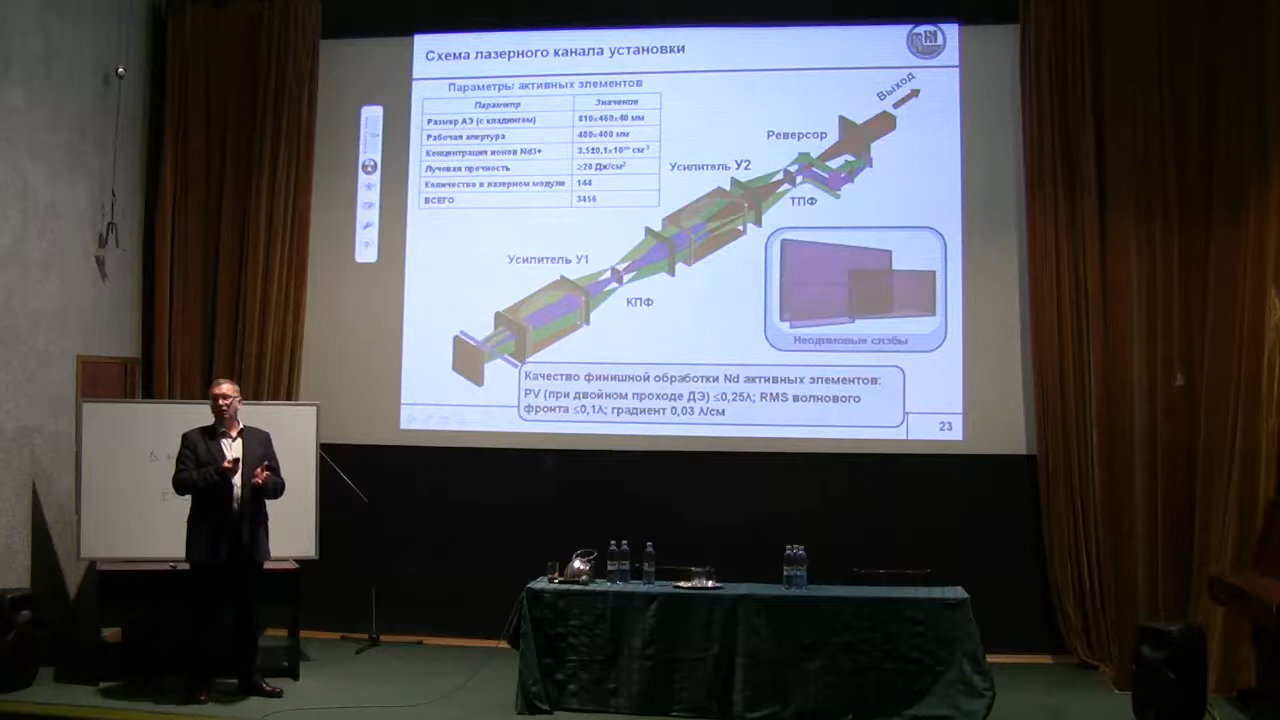 Схема лазерного канала установки
Параметры активных элементов
Параметр Значение
Размер АЭ (с кладингом) 810х460х40 мм
Рабочая апертура 400х400 мм
Концентрация ионов Nd3+
Лучевая прочность ≥20 Дж/см²
Количество в лазерном модуле 144
ВСЕГО 3456
Выход
Реверсор
Усилитель У2
ТПФ
Усилитель У1
КПФ
Неодимовые слэбы
Качество финишной обработки Nd активных элементов:
PV (при двойном проходе ДЭ) ≤0,25λ; RMS волнового
фронта ≤0,1λ; градиент 0,03 λ/см
23